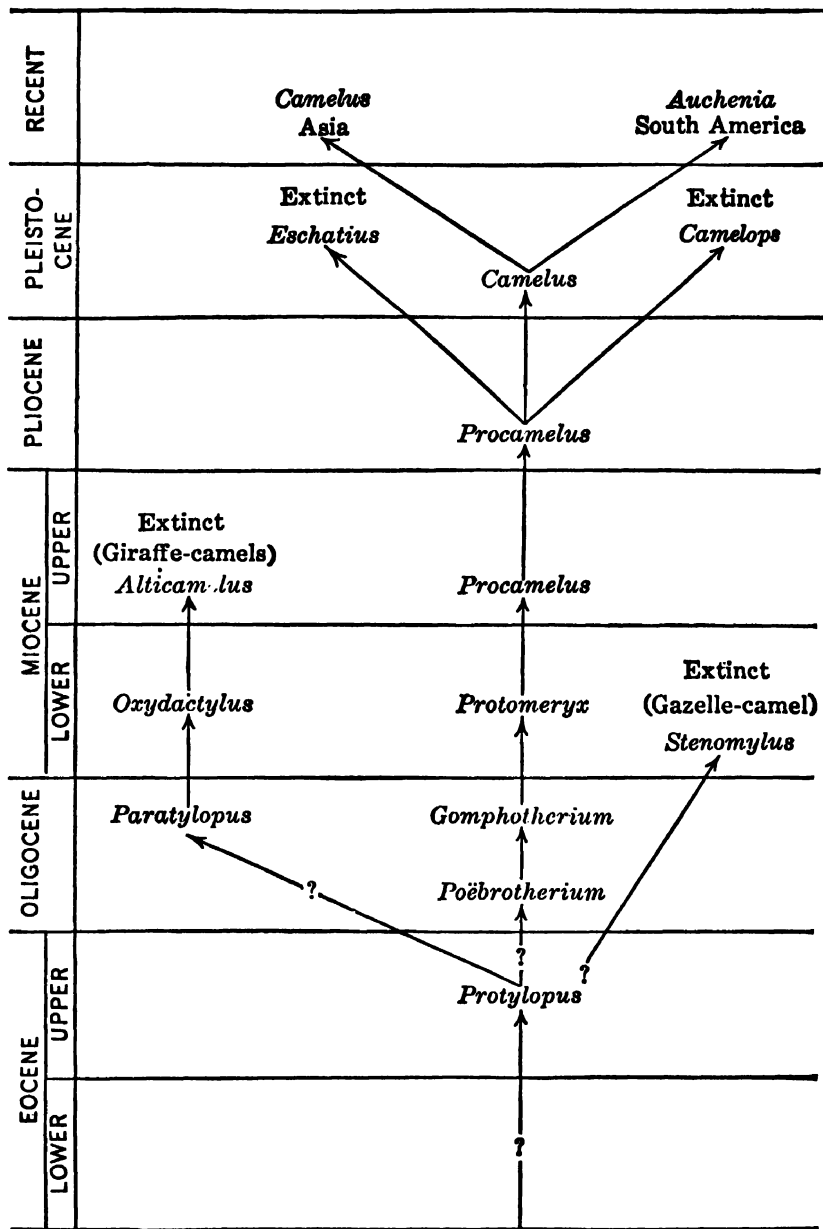 RECENT
Camelus
Asia
Auchenia
South America
PLEISTO-
CENE
Extinct
Eschatius
Extinct
Camelops
Camelus
PLIOCENE
Procamelus
MIOCENE
UPPER
Extinct
(Giraffe-camels)
Alticamelus
Procamelus
LOWER
Oxydactylus
Protomeryx
Extinct
(Gazelle-camel)
Stenomylus
OLIGOCENE
Paratylopus
Gomphotherium
?
Poëbrotherium
EOCENE
UPPER
?
?
Protylopus
LOWER
?